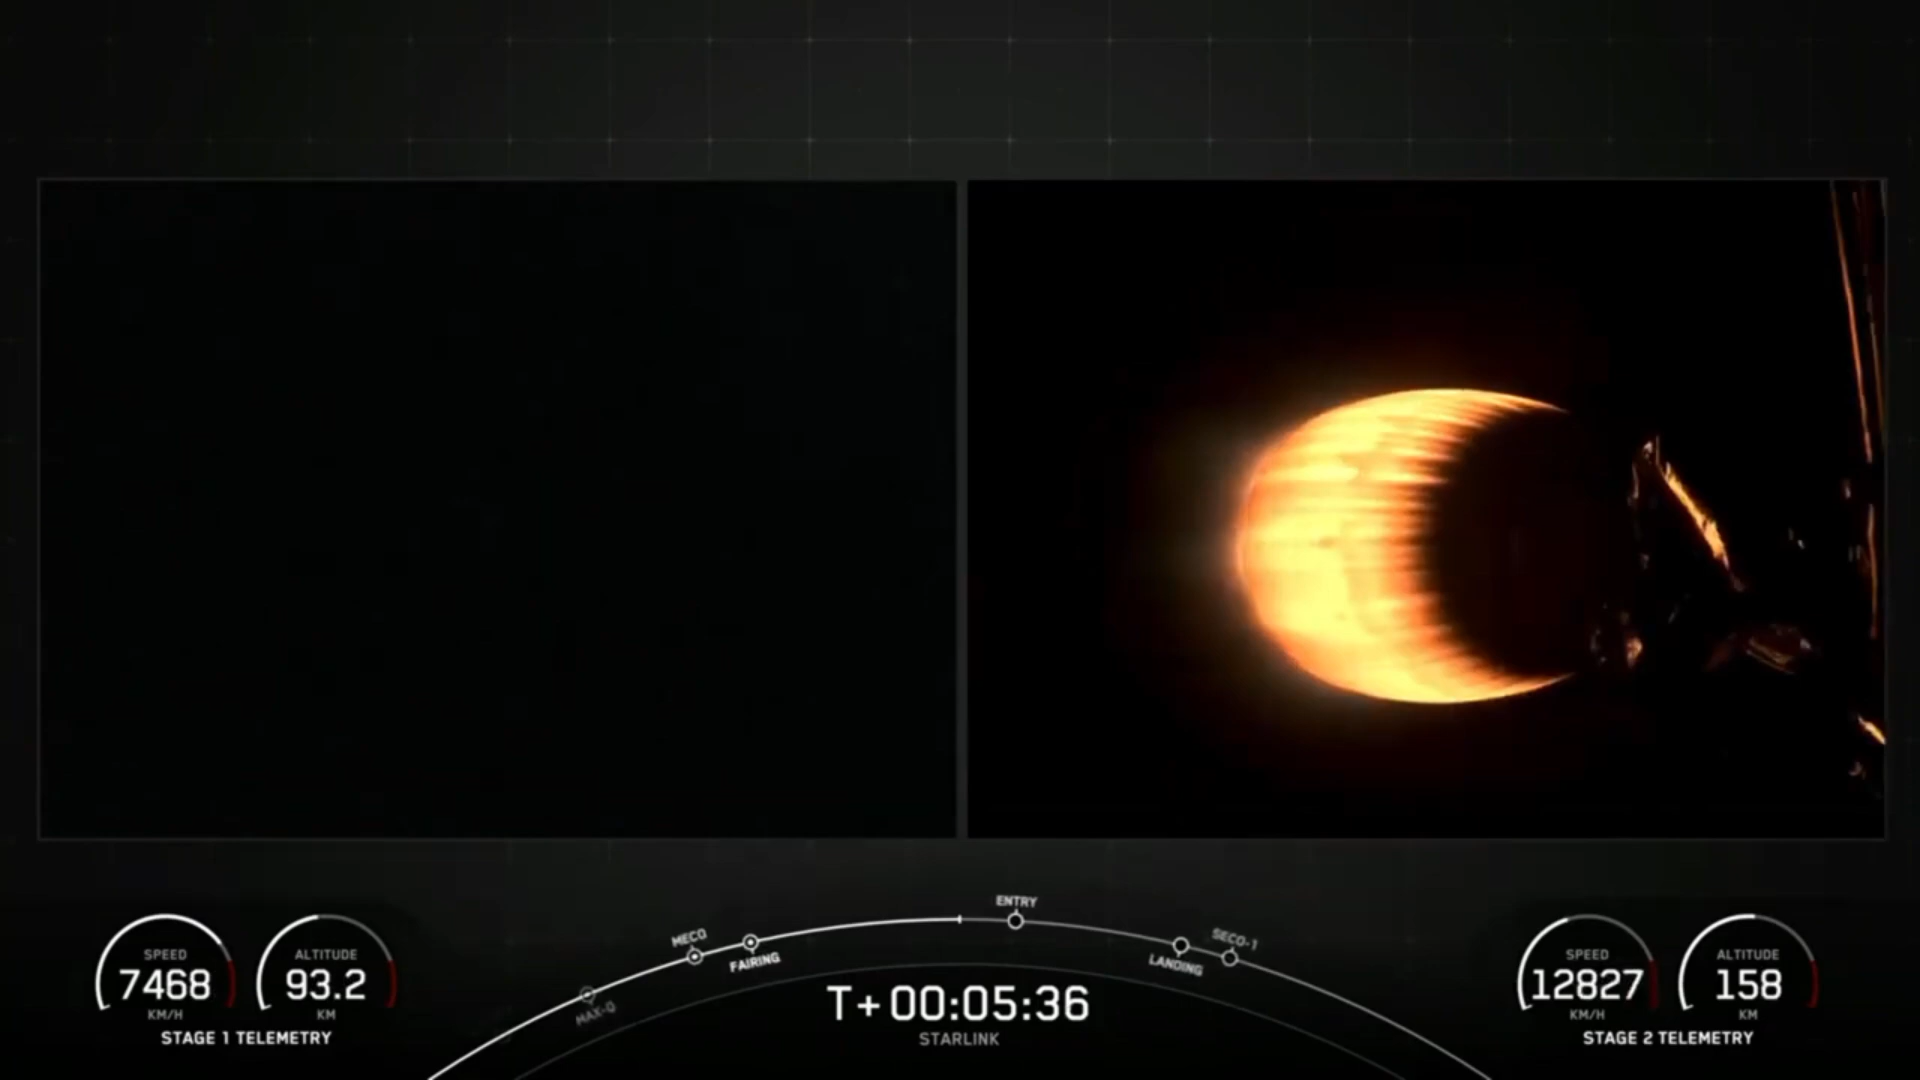 ENTRY
MECO
FAIRING
MAX-Q
LANDING
SECO-1
SPEED
7468
KM/H
ALTITUDE
93.2
KM
STAGE 1 TELEMETRY
T+00:05:36
STARLINK
SPEED
12827
KM/H
ALTITUDE
158
KM
STAGE 2 TELEMETRY